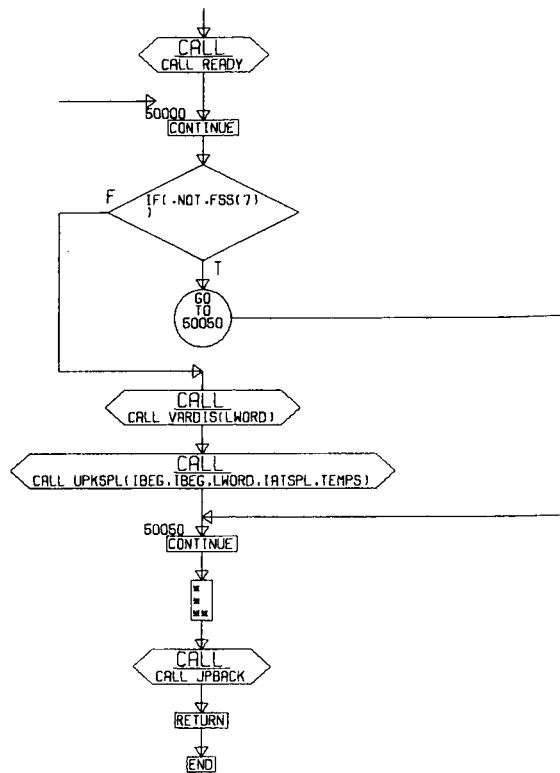 CALL
CALL READY
50000
CONTINUE
F
IF(.NOT.FSS(7)
)
T
GO
TO
50050
CALL
CALL VARDIS(LWORD)
CALL
CALL UPKSPL(IBEG,IBEG,LWORD,IATSPL,TEMPS)
50050
CONTINUE
*
*
**
CALL
CALL JPBACK
RETURN
END